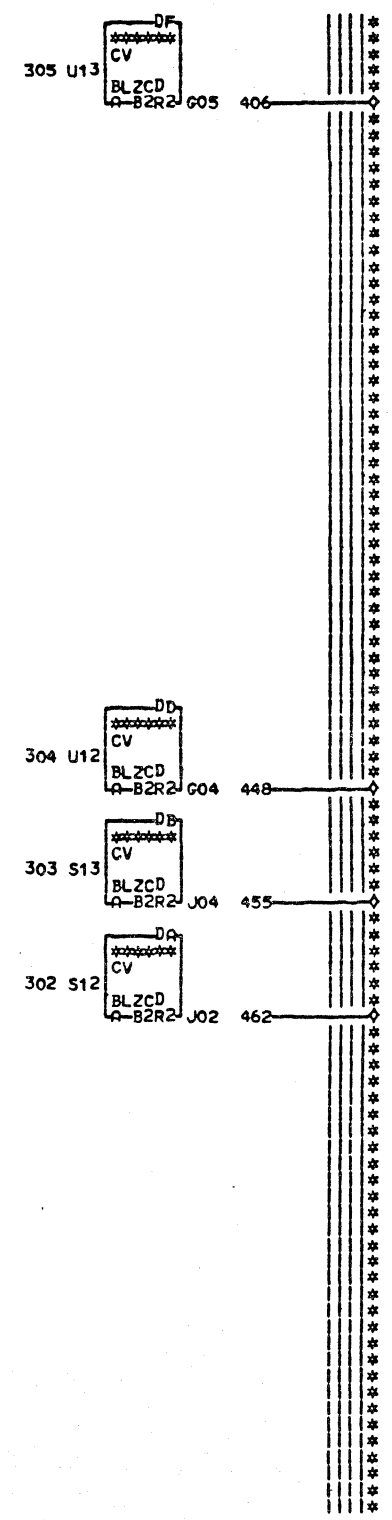 DF
******
CV
305 U13
BLZCD
A-B2R2 G05 406
DD
******
CV
304 U12
BLZCD
A-B2R2 G04 448
DB
******
CV
303 S13
BLZCD
A-B2R2 J04 455
DA
******
CV
302 S12
BLZCD
A-B2R2 J02 462